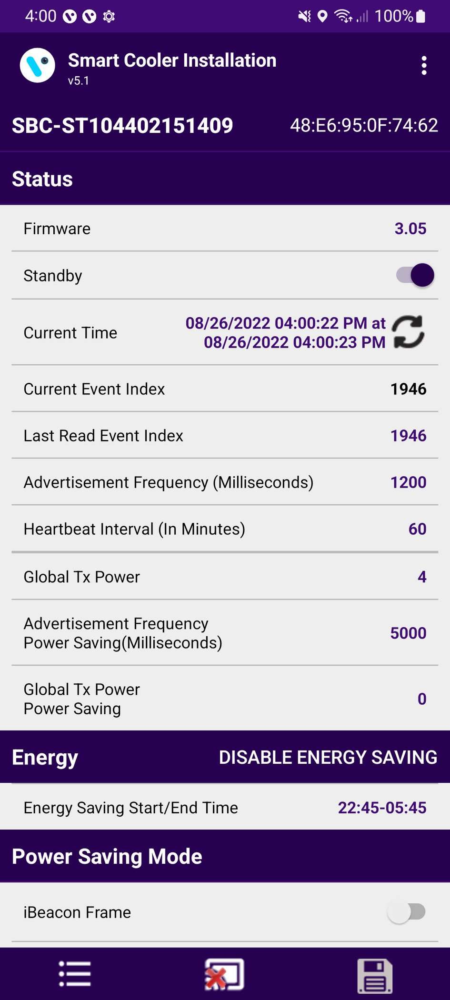 4:00
100%
Smart Cooler Installation
v5.1
SBC-ST104402151409 48:E6:95:0F:74:62
Status
Firmware 3.05
Standby
Current Time 08/26/2022 04:00:22 PM at
08/26/2022 04:00:23 PM
Current Event Index 1946
Last Read Event Index 1946
Advertisement Frequency (Milliseconds) 1200
Heartbeat Interval (In Minutes) 60
Global Tx Power 4
Advertisement Frequency
Power Saving(Milliseconds) 5000
Global Tx Power
Power Saving 0
Energy DISABLE ENERGY SAVING
Energy Saving Start/End Time 22:45-05:45
Power Saving Mode
iBeacon Frame